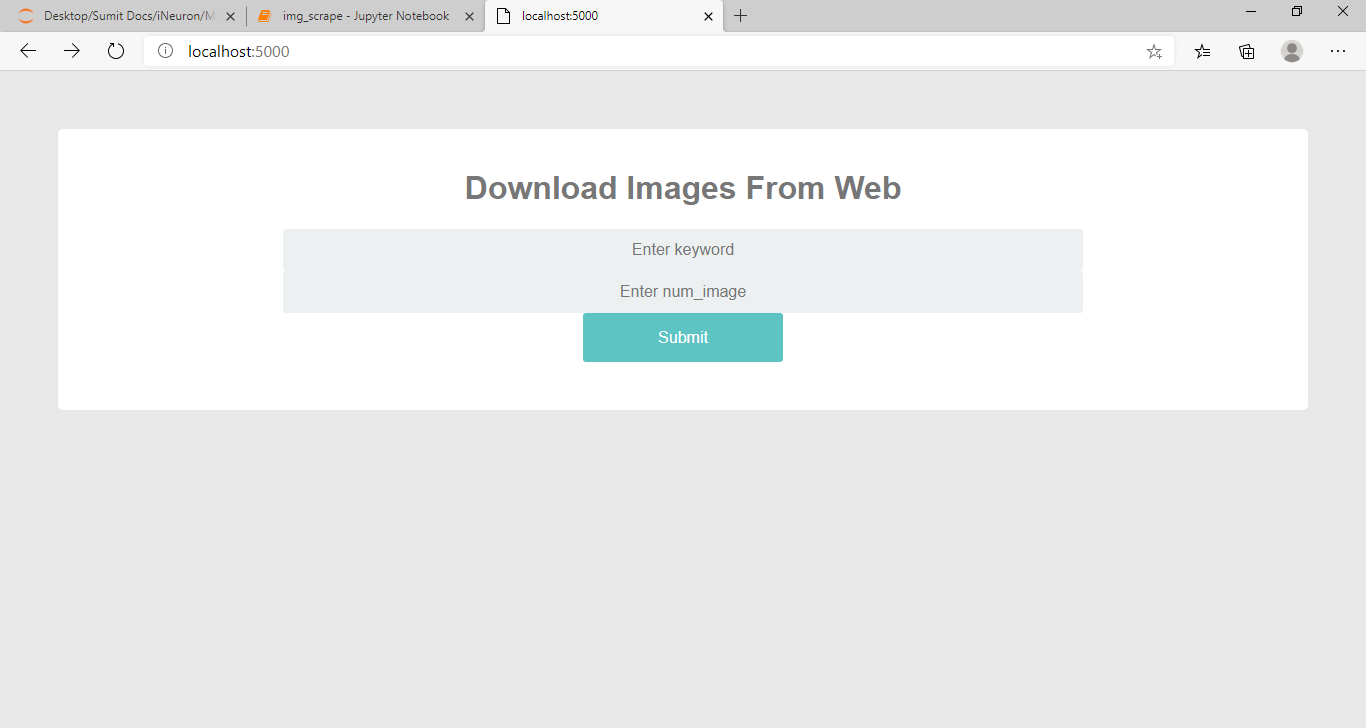 Desktop/Sumit Docs/iNeuron/M
img_scrape - Jupyter Notebook
localhost:5000
localhost:5000
Download Images From Web
Enter keyword
Enter num_image
Submit